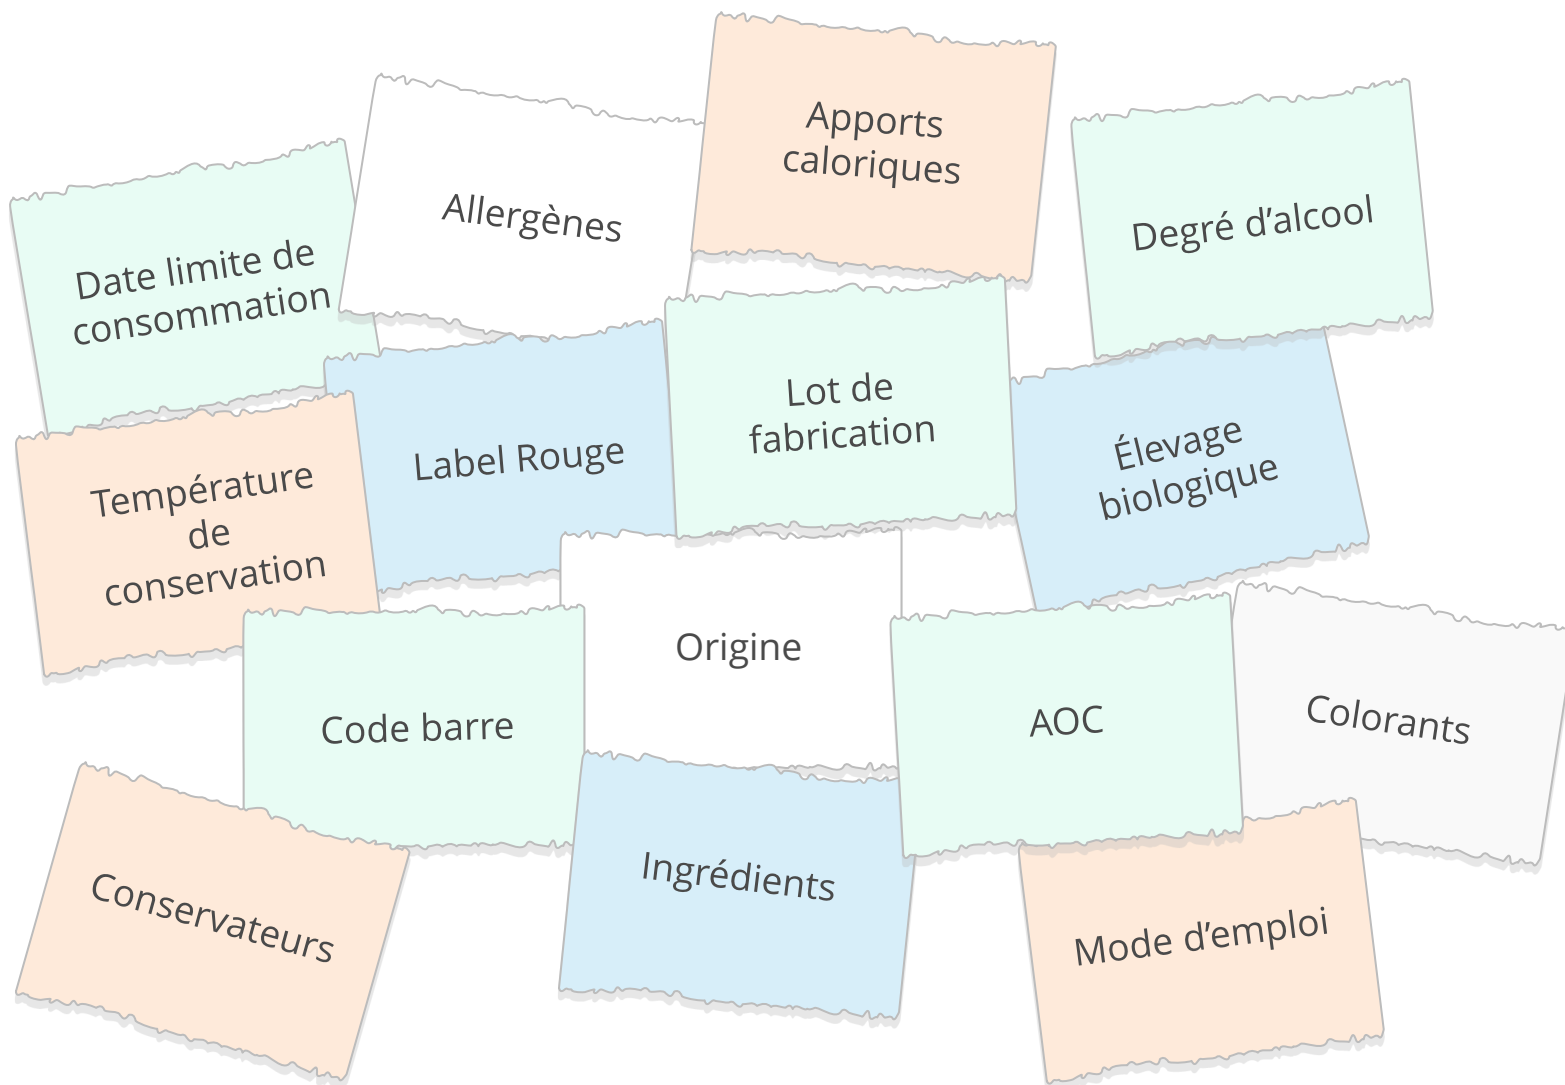 Apports
caloriques
Allergènes
Degré d’alcool
Date limite de
consommation
Lot de
fabrication
Label Rouge
Élevage
biologique
Température
de
conservation
Origine
Code barre
AOC
Colorants
Ingrédients
Conservateurs
Mode d’emploi